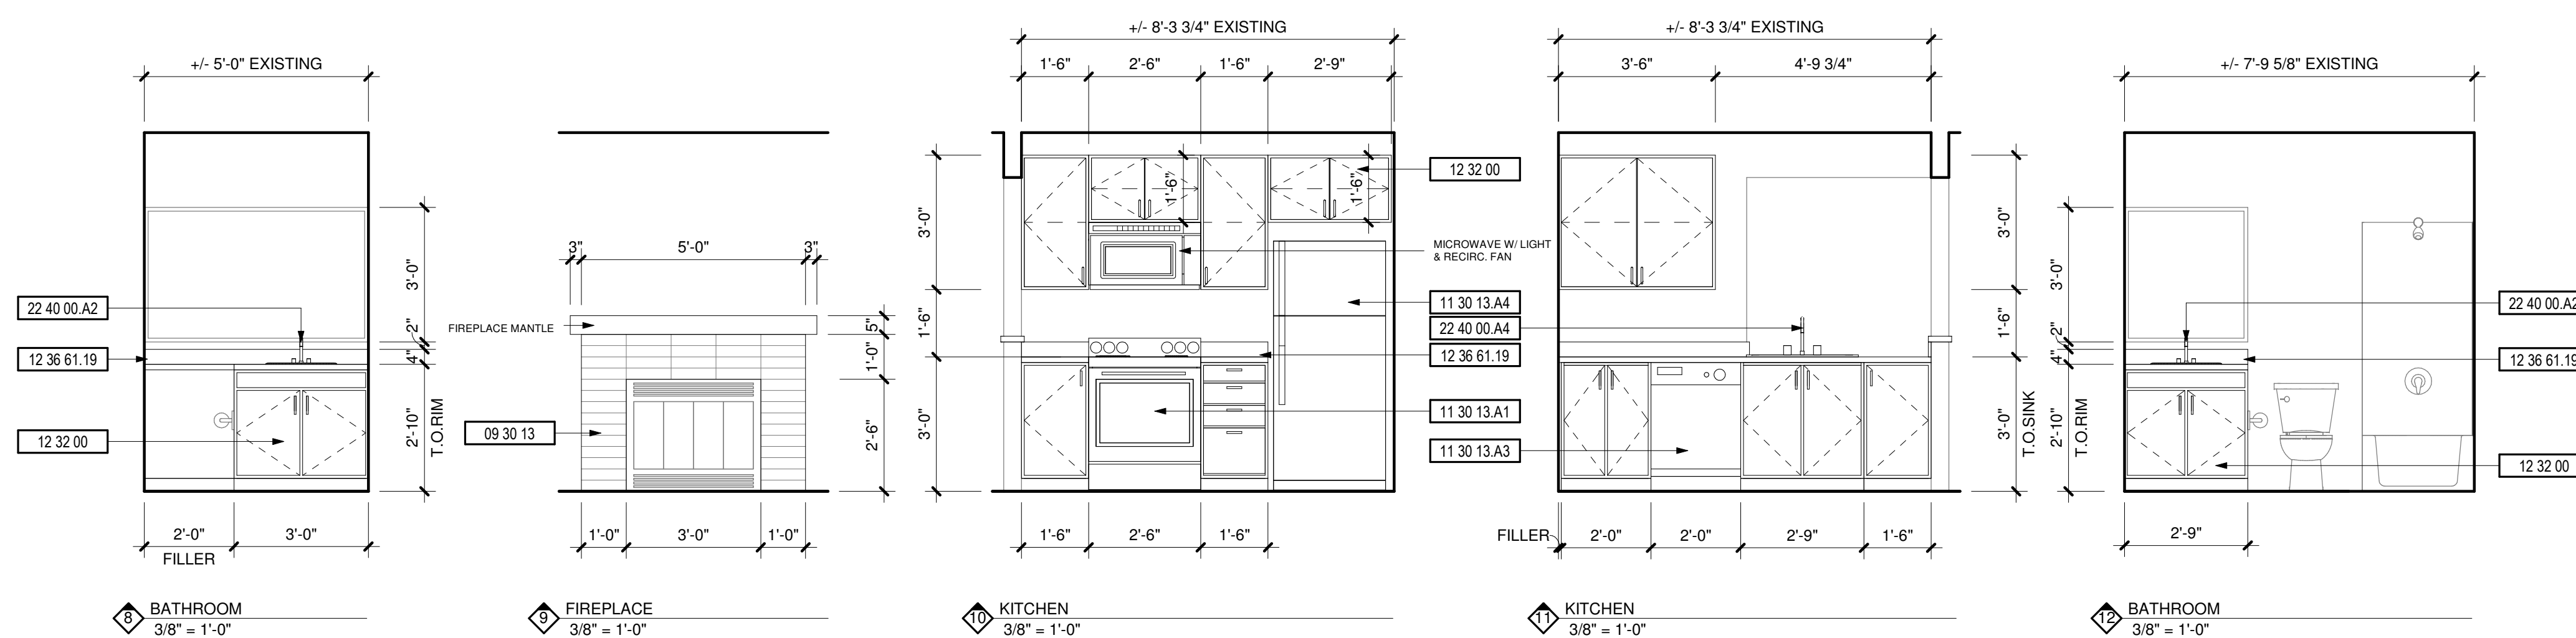 +/- 5'-0" EXISTING
22 40 00.A2
12 36 61.19
12 32 00
3'-0"
2"
4"
2'-10"
T.O.RIM
2'-0"
3'-0"
FILLER
8
BATHROOM
3/8" = 1'-0"
3"
5'-0"
3"
FIREPLACE MANTLE
09 30 13
5"
1'-0"
2'-6"
1'-0"
3'-0"
1'-0"
9
FIREPLACE
3/8" = 1'-0"
+/- 8'-3 3/4" EXISTING
1'-6"
2'-6"
1'-6"
2'-9"
3'-0"
1'-6"
3'-0"
1'-6"
1'-6"
12 32 00
MICROWAVE W/ LIGHT
& RECIRC. FAN
11 30 13.A4
22 40 00.A4
12 36 61.19
11 30 13.A1
11 30 13.A3
1'-6"
2'-6"
1'-6"
10
KITCHEN
3/8" = 1'-0"
+/- 8'-3 3/4" EXISTING
3'-6"
4'-9 3/4"
3'-0"
1'-6"
3'-0"
T.O.SINK
FILLER
2'-0"
2'-0"
2'-9"
1'-6"
11
KITCHEN
3/8" = 1'-0"
+/- 7'-9 5/8" EXISTING
3'-0"
2"
4"
2'-10"
T.O.RIM
22 40 00.A2
12 36 61.19
12 32 00
2'-9"
12
BATHROOM
3/8" = 1'-0"